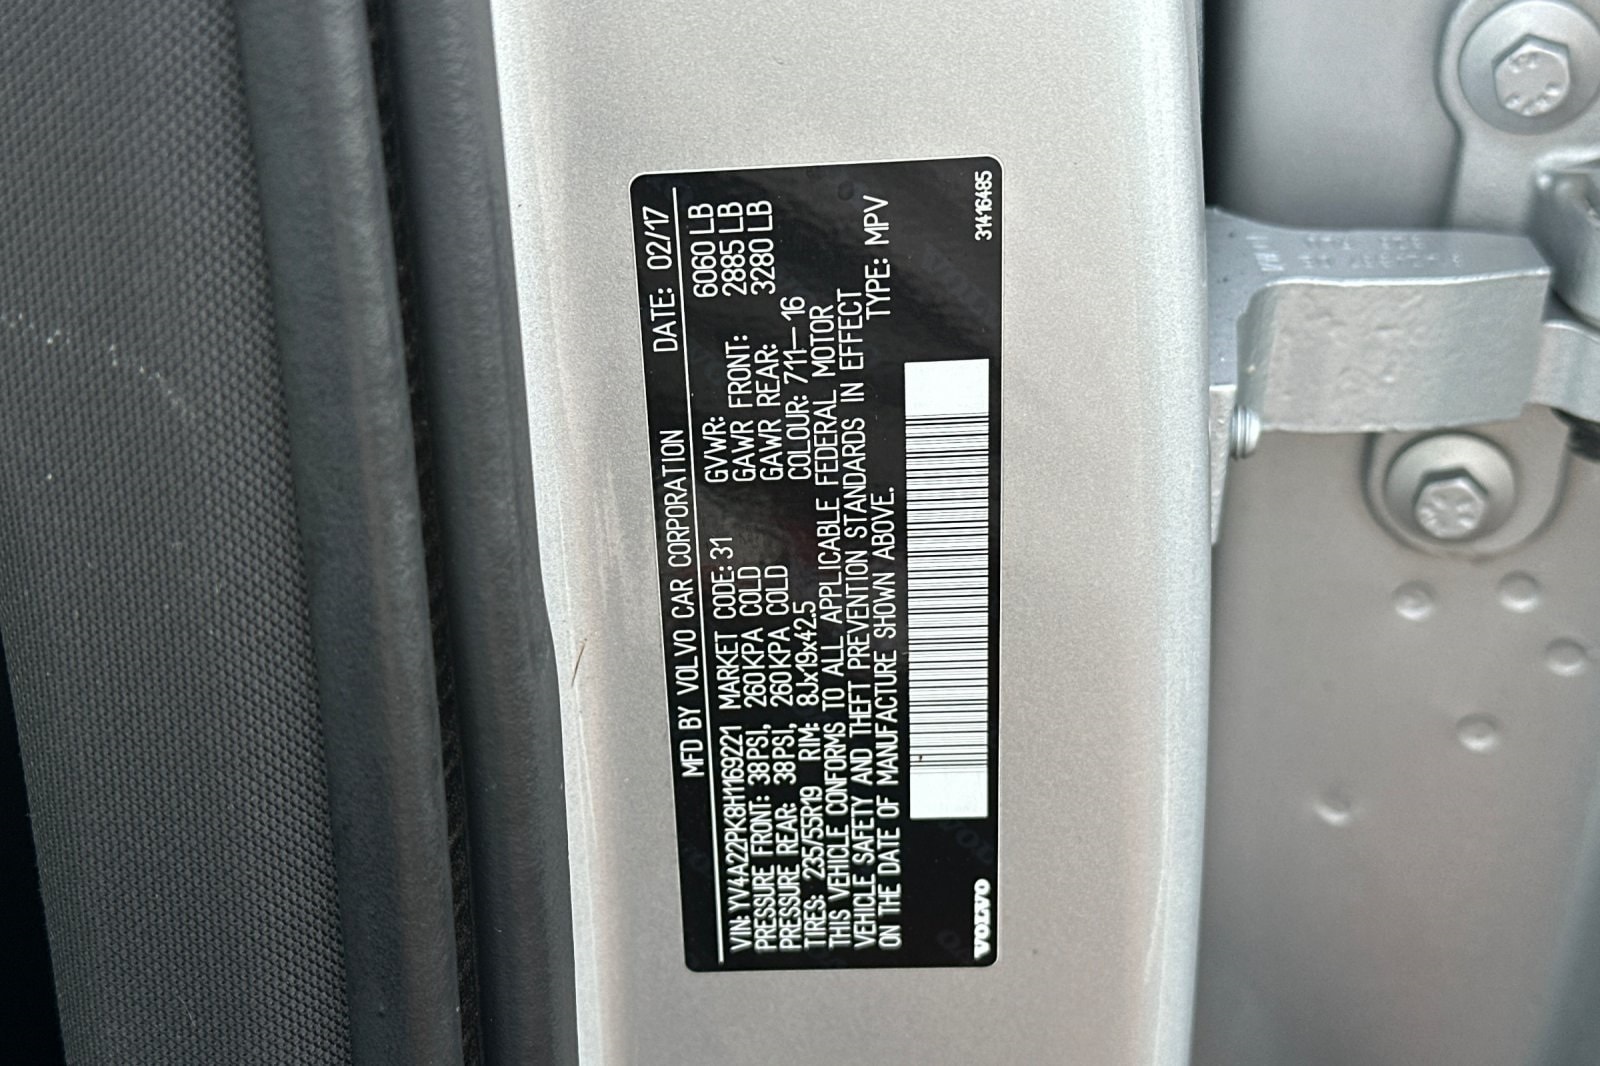 MFD BY VOLVO CAR CORPORATION DATE: 02/17
VIN: YV4A22PK8H1169221 MARKET CODE: 31 GVWR: 6060 LB
PRESSURE FRONT: 38PSI, 260KPA COLD GAWR FRONT: 2885 LB
PRESSURE REAR: 38PSI, 260KPA COLD GAWR REAR: 3280 LB
TIRES: 235/55R19 RIM: 8Jx19x42.5 COLOUR: 711-16
THIS VEHICLE CONFORMS TO ALL APPLICABLE FEDERAL MOTOR
VEHICLE SAFETY AND THEFT PREVENTION STANDARDS IN EFFECT
ON THE DATE OF MANUFACTURE SHOWN ABOVE. TYPE: MPV
VOLVO 31416485